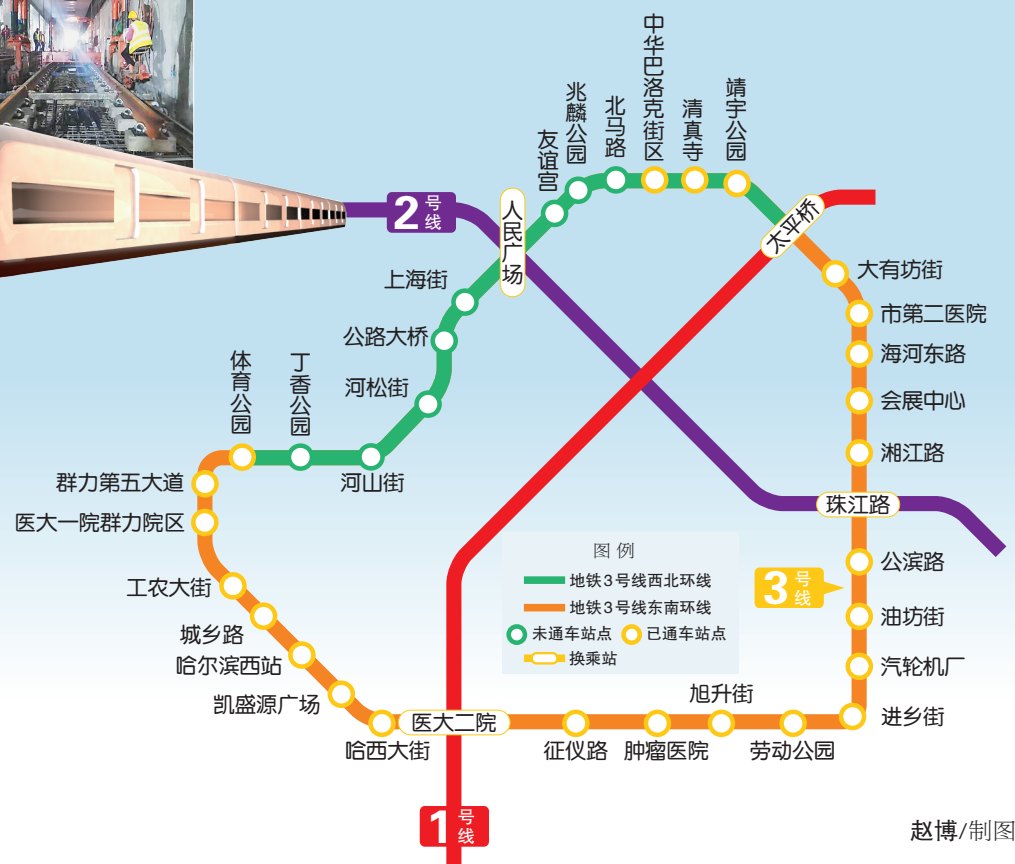 中华巴洛克街区
兆麟公园
北马路
清真寺
靖宇公园
友谊宫
2号线
人民广场
太平桥
上海街
大有坊街
公路大桥
市第二医院
体育公园
丁香公园
海河东路
河松街
会展中心
湘江路
群力第五大道
河山街
珠江路
医大一院群力院区
图例
地铁3号线西北环线
地铁3号线东南环线
未通车站点
已通车站点
换乘站
3号线
公滨路
工农大街
油坊街
城乡路
哈尔滨西站
汽轮机厂
凯盛源广场
旭升街
进乡街
医大二院
哈西大街
征仪路
肿瘤医院
劳动公园
1号线
赵博/制图